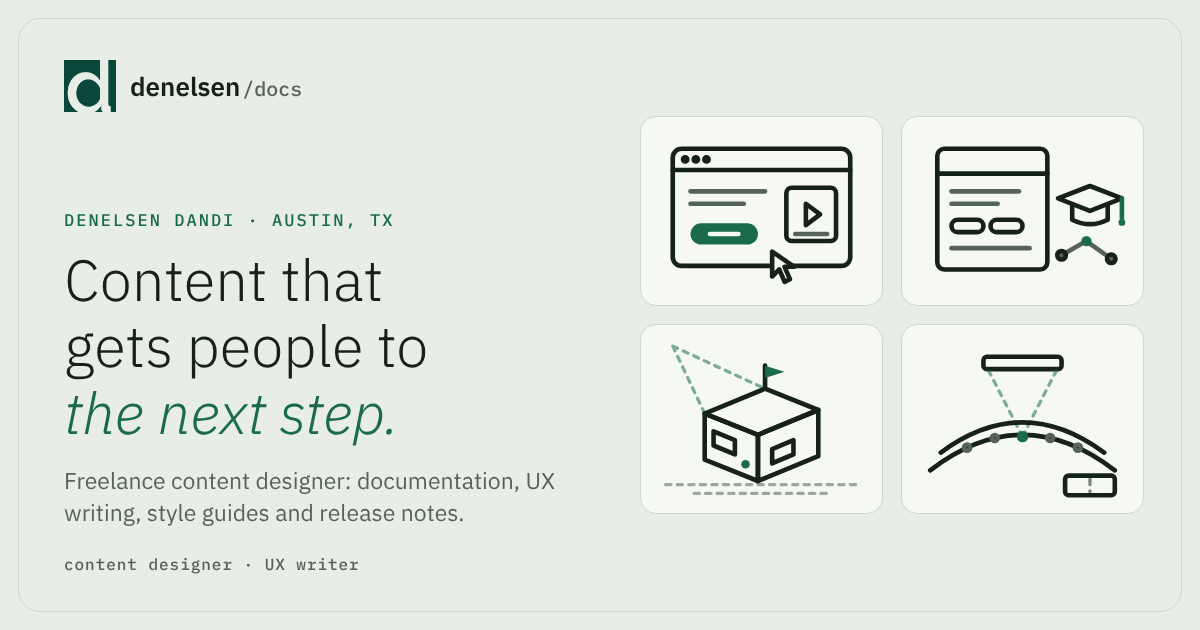 d denelsen/docs
DENELSEN DANDI · AUSTIN, TX
Content that
gets people to
the next step.
Freelance content designer: documentation, UX
writing, style guides and release notes.
content designer · UX writer